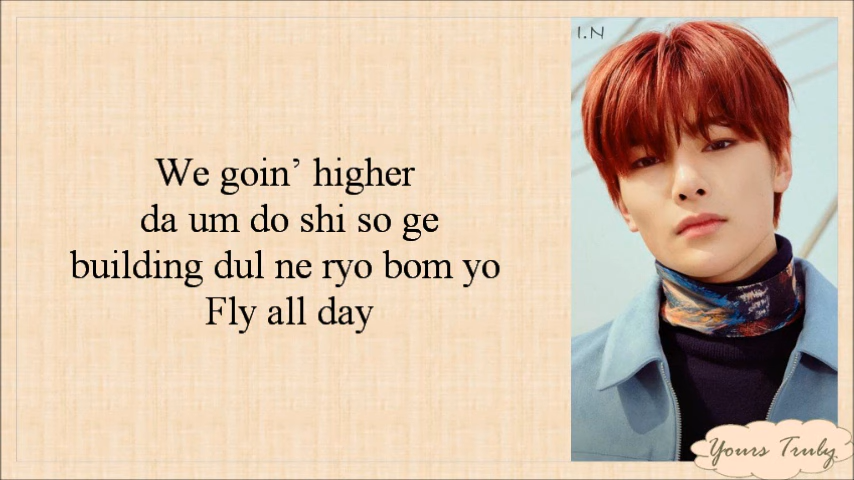 We goin’ higher
da um do shi so ge
building dul ne ryo bom yo
Fly all day
I.N
Yours Truly